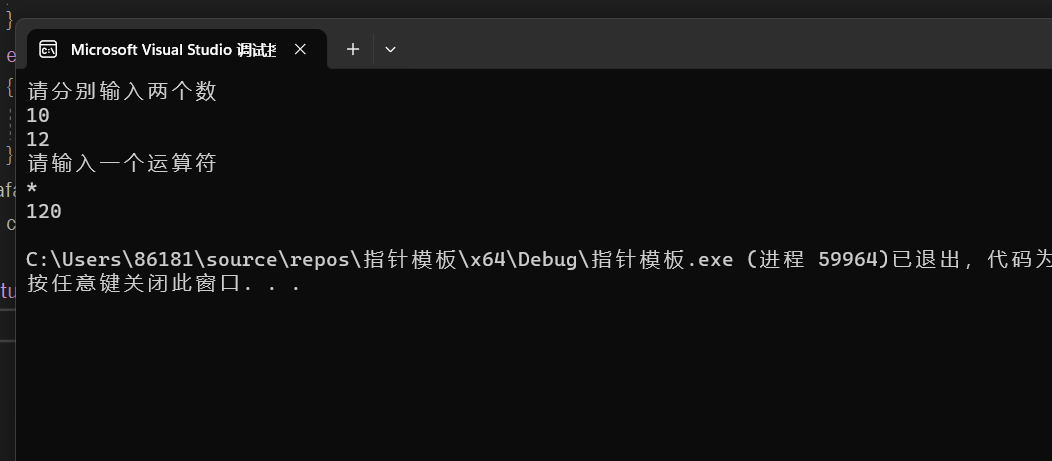 Microsoft Visual Studio 调试
请分别输入两个数
10
12
请输入一个运算符
*
120
C:\Users\86181\source\repos\指针模板\x64\Debug\指针模板.exe (进程 59964)已退出，代码为
按任意键关闭此窗口. . .